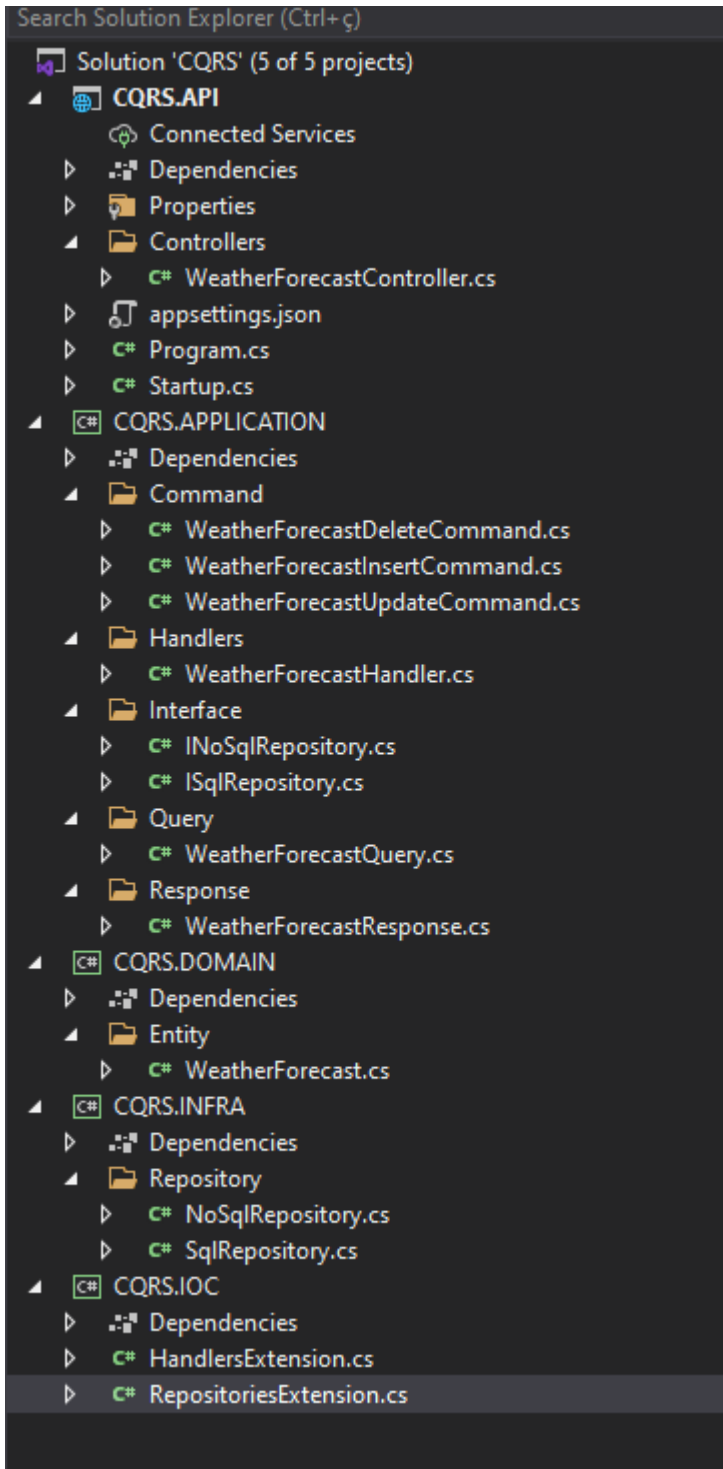 Search Solution Explorer (Ctrl+ç)
Solution 'CQRS' (5 of 5 projects)
CQRS.API
Connected Services
Dependencies
Properties
Controllers
C# WeatherForecastController.cs
appsettings.json
C# Program.cs
C# Startup.cs
C# CQRS.APPLICATION
Dependencies
Command
C# WeatherForecastDeleteCommand.cs
C# WeatherForecastInsertCommand.cs
C# WeatherForecastUpdateCommand.cs
Handlers
C# WeatherForecastHandler.cs
Interface
C# INoSqlRepository.cs
C# ISqlRepository.cs
Query
C# WeatherForecastQuery.cs
Response
C# WeatherForecastResponse.cs
C# CQRS.DOMAIN
Dependencies
Entity
C# WeatherForecast.cs
C# CQRS.INFRA
Dependencies
Repository
C# NoSqlRepository.cs
C# SqlRepository.cs
C# CQRS.IOC
Dependencies
C# HandlersExtension.cs
C# RepositoriesExtension.cs